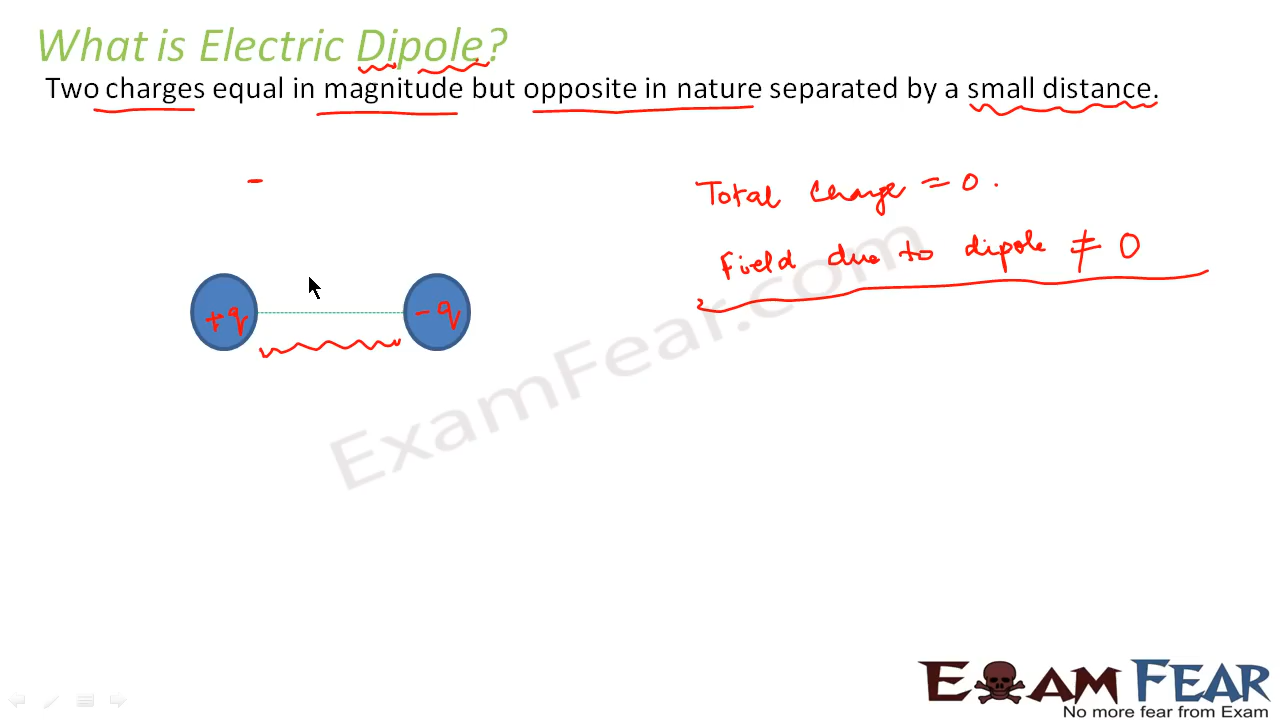 What is Electric Dipole?
Two charges equal in magnitude but opposite in nature separated by a small distance.
-
Total charge = 0.
Field due to dipole ≠ 0
+q
- q
ExamFear.com
EXAM FEAR
No more fear from Exam